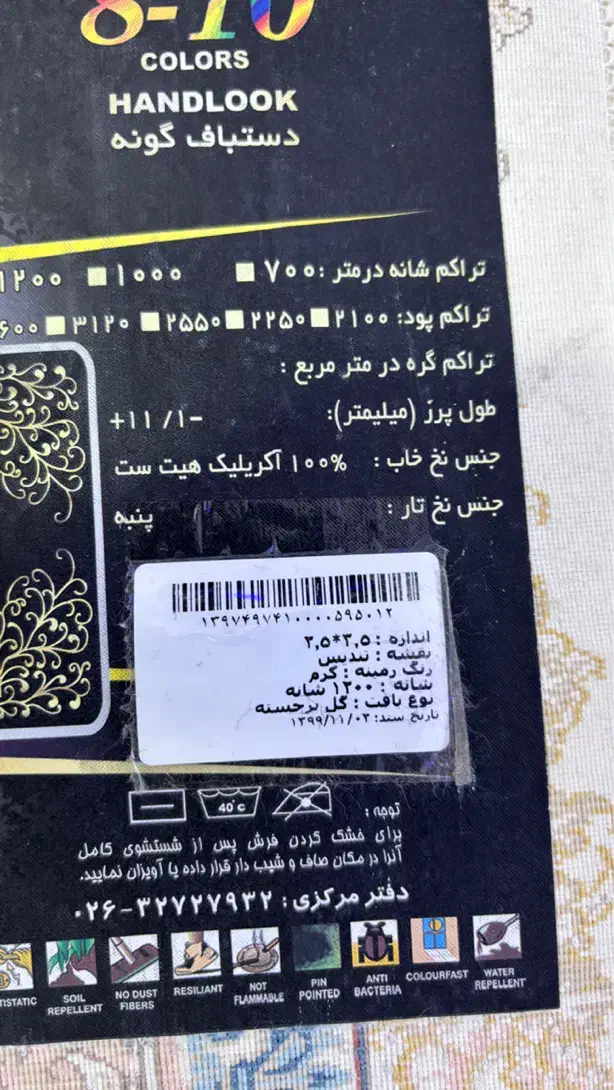 8-10
COLORS
HANDLOOK
دستباف گونه
تراکم شانه درمتر: ۷۰۰ ۱۰۰۰ ۱۲۰۰
تراکم پود: ۲۱۰۰ ۲۲۵۰ ۲۵۵۰ ۳۱۲۰ ۶۰۰
تراکم گره در متر مربع :
طول پرز (میلیمتر): +۱۱ /۱-
جنس نخ خاب : ۱۰۰% آکریلیک هیت ست
جنس نخ تار : پنبه
۱۳۹۷۴۹۷۴۱۰۰۰۰۵۹۵۰۱۲
اندازه : ۳,۵*۲,۵
نقشه : تندیس
رنگ زمینه : کرم
شانه : ۱۲۰۰ شانه
نوع بافت : گل برجسته
تاریخ سند: ۱۳۹۹/۱۱/۰۲
40°c
توجه :
برای خشک کردن فرش پس از شستشوی کامل
آنرا در مکان صاف و شیب دار قرار داده یا آویزان نمایید.
دفتر مرکزی : ۳۲۷۲۷۹۳۲-۰۲۶
TISTATIC
SOIL REPELLENT
NO DUST FIBERS
RESILIANT
NOT FLAMMABLE
PIN POINTED
ANTI BACTERIA
COLOURFAST
WATER REPELLENT